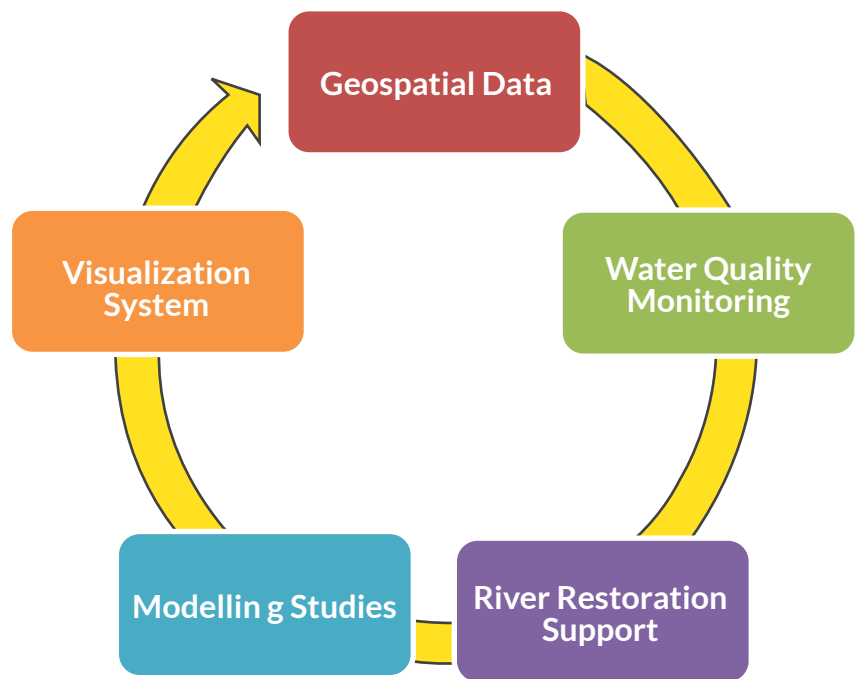 Geospatial Data
Water Quality
Monitoring
River Restoration
Support
Modellin g Studies
Visualization
System